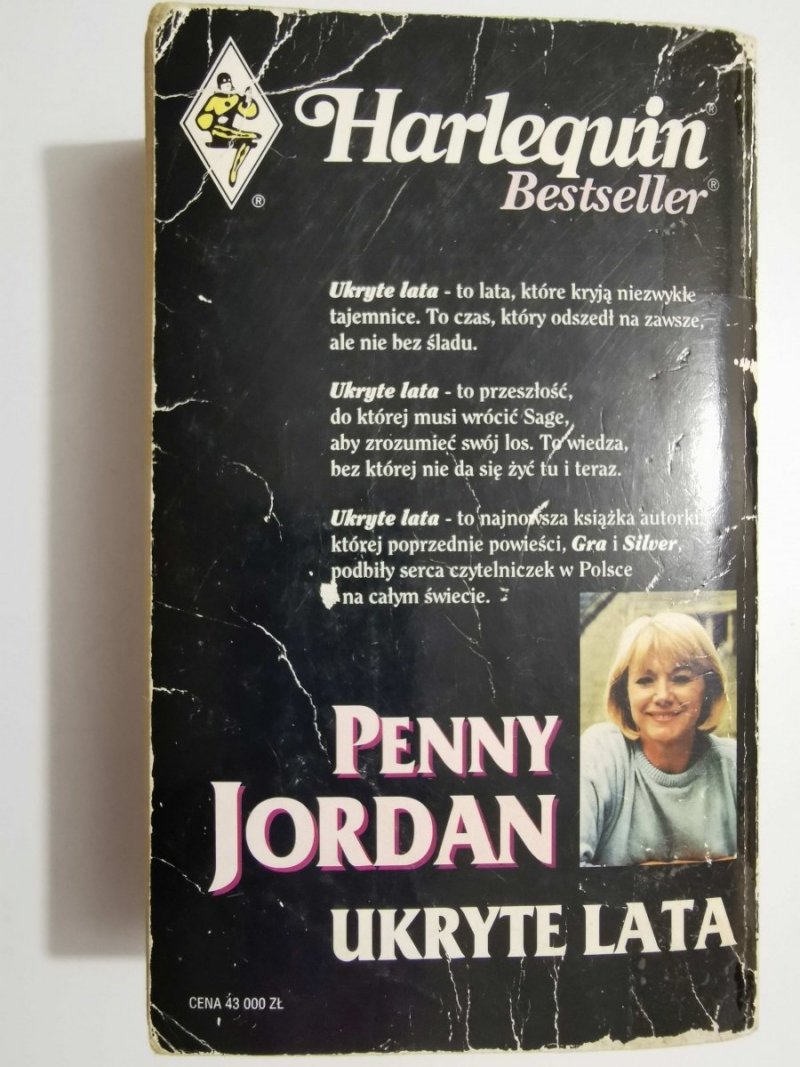 Harlequin®
Bestseller®
®
Ukryte lata - to lata, które kryją niezwykłe
tajemnice. To czas, który odszedł na zawsze,
ale nie bez śladu.
Ukryte lata - to przeszłość,
do której musi wrócić Sage,
aby zrozumieć swój los. To wiedza,
bez której nie da się żyć tu i teraz.
Ukryte lata - to najnowsza książka autorki,
której poprzednie powieści, Gra i Silver,
podbiły serca czytelniczek w Polsce
i na całym świecie.
PENNY
JORDAN
UKRYTE LATA
CENA 43 000 ZŁ